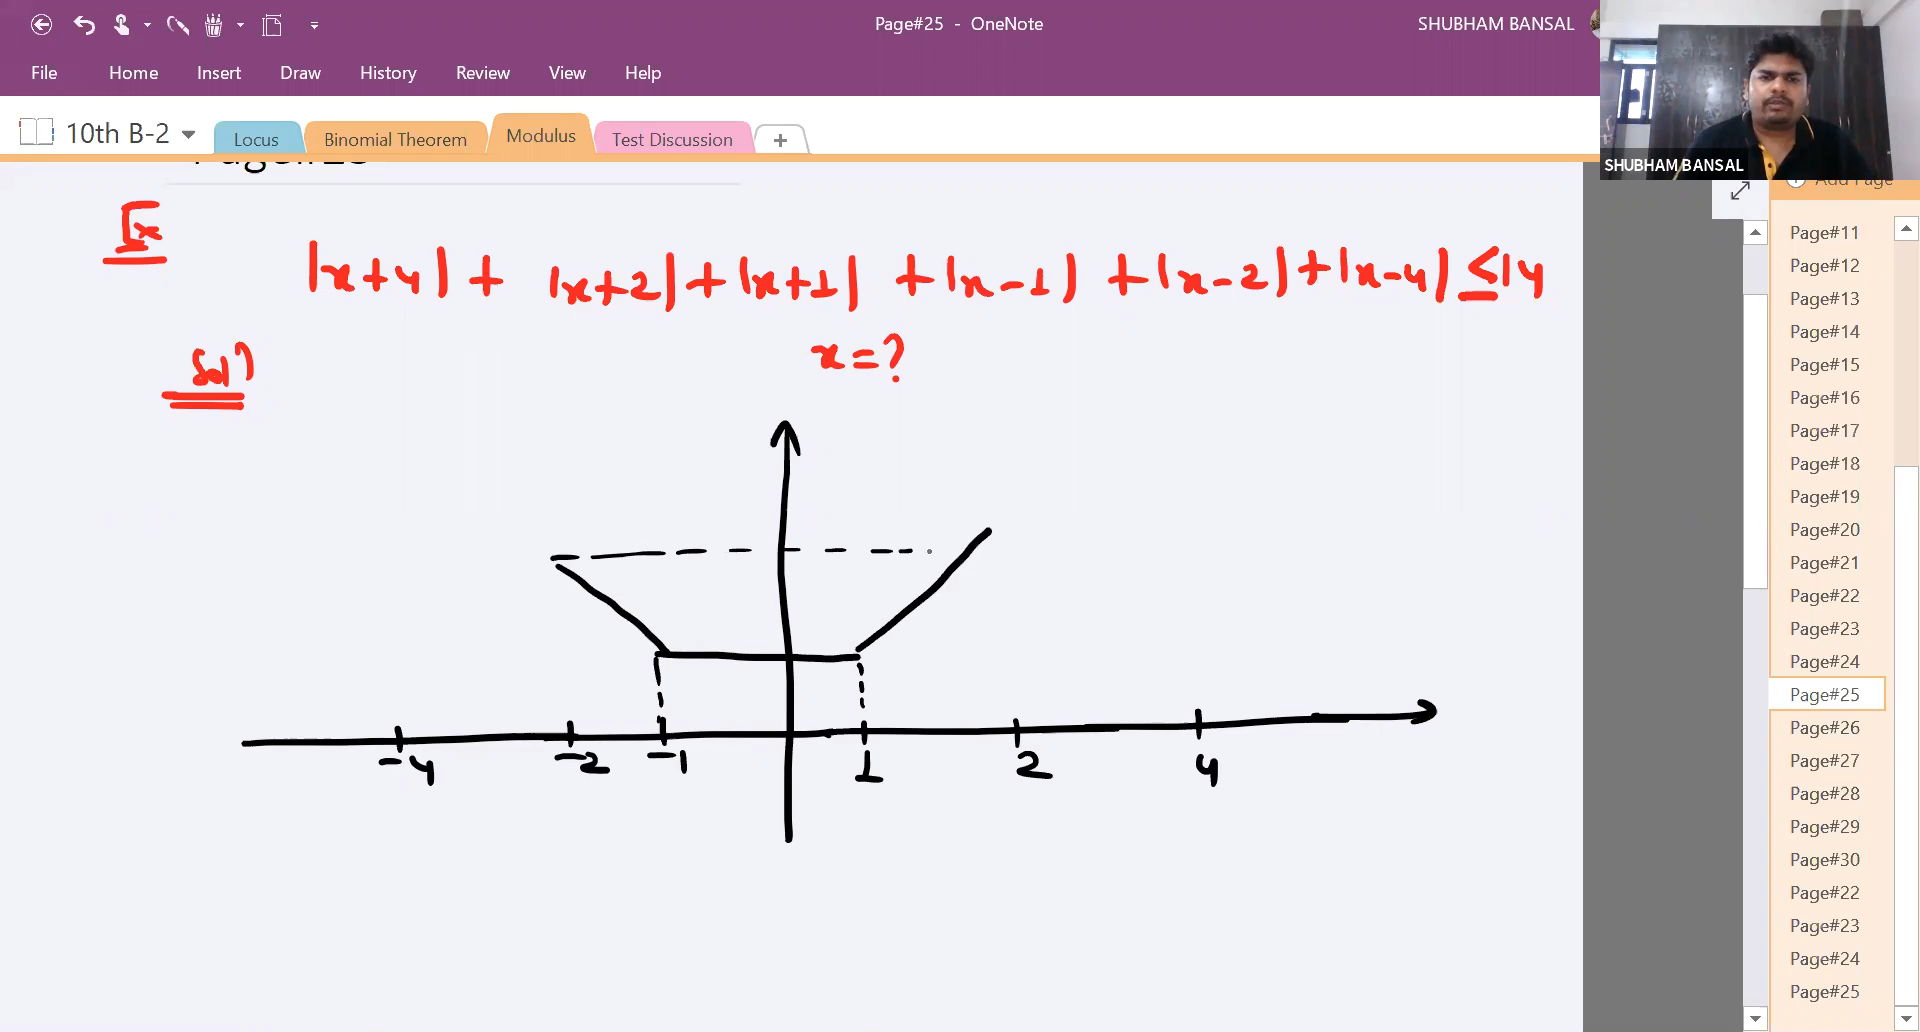 Page#25 - OneNote
SHUBHAM BANSAL
File Home Insert Draw History Review View Help
SHUBHAM BANSAL
10th B-2 Locus Binomial Theorem Modulus Test Discussion +
Add Page
Ex
|x+4| + |x+2| + |x+1| + |x-1| + |x-2| + |x-4| ≤ 14
x = ?
Sol?
-4 -2 -1 1 2 4
Page#11
Page#12
Page#13
Page#14
Page#15
Page#16
Page#17
Page#18
Page#19
Page#20
Page#21
Page#22
Page#23
Page#24
Page#25
Page#26
Page#27
Page#28
Page#29
Page#30
Page#22
Page#23
Page#24
Page#25